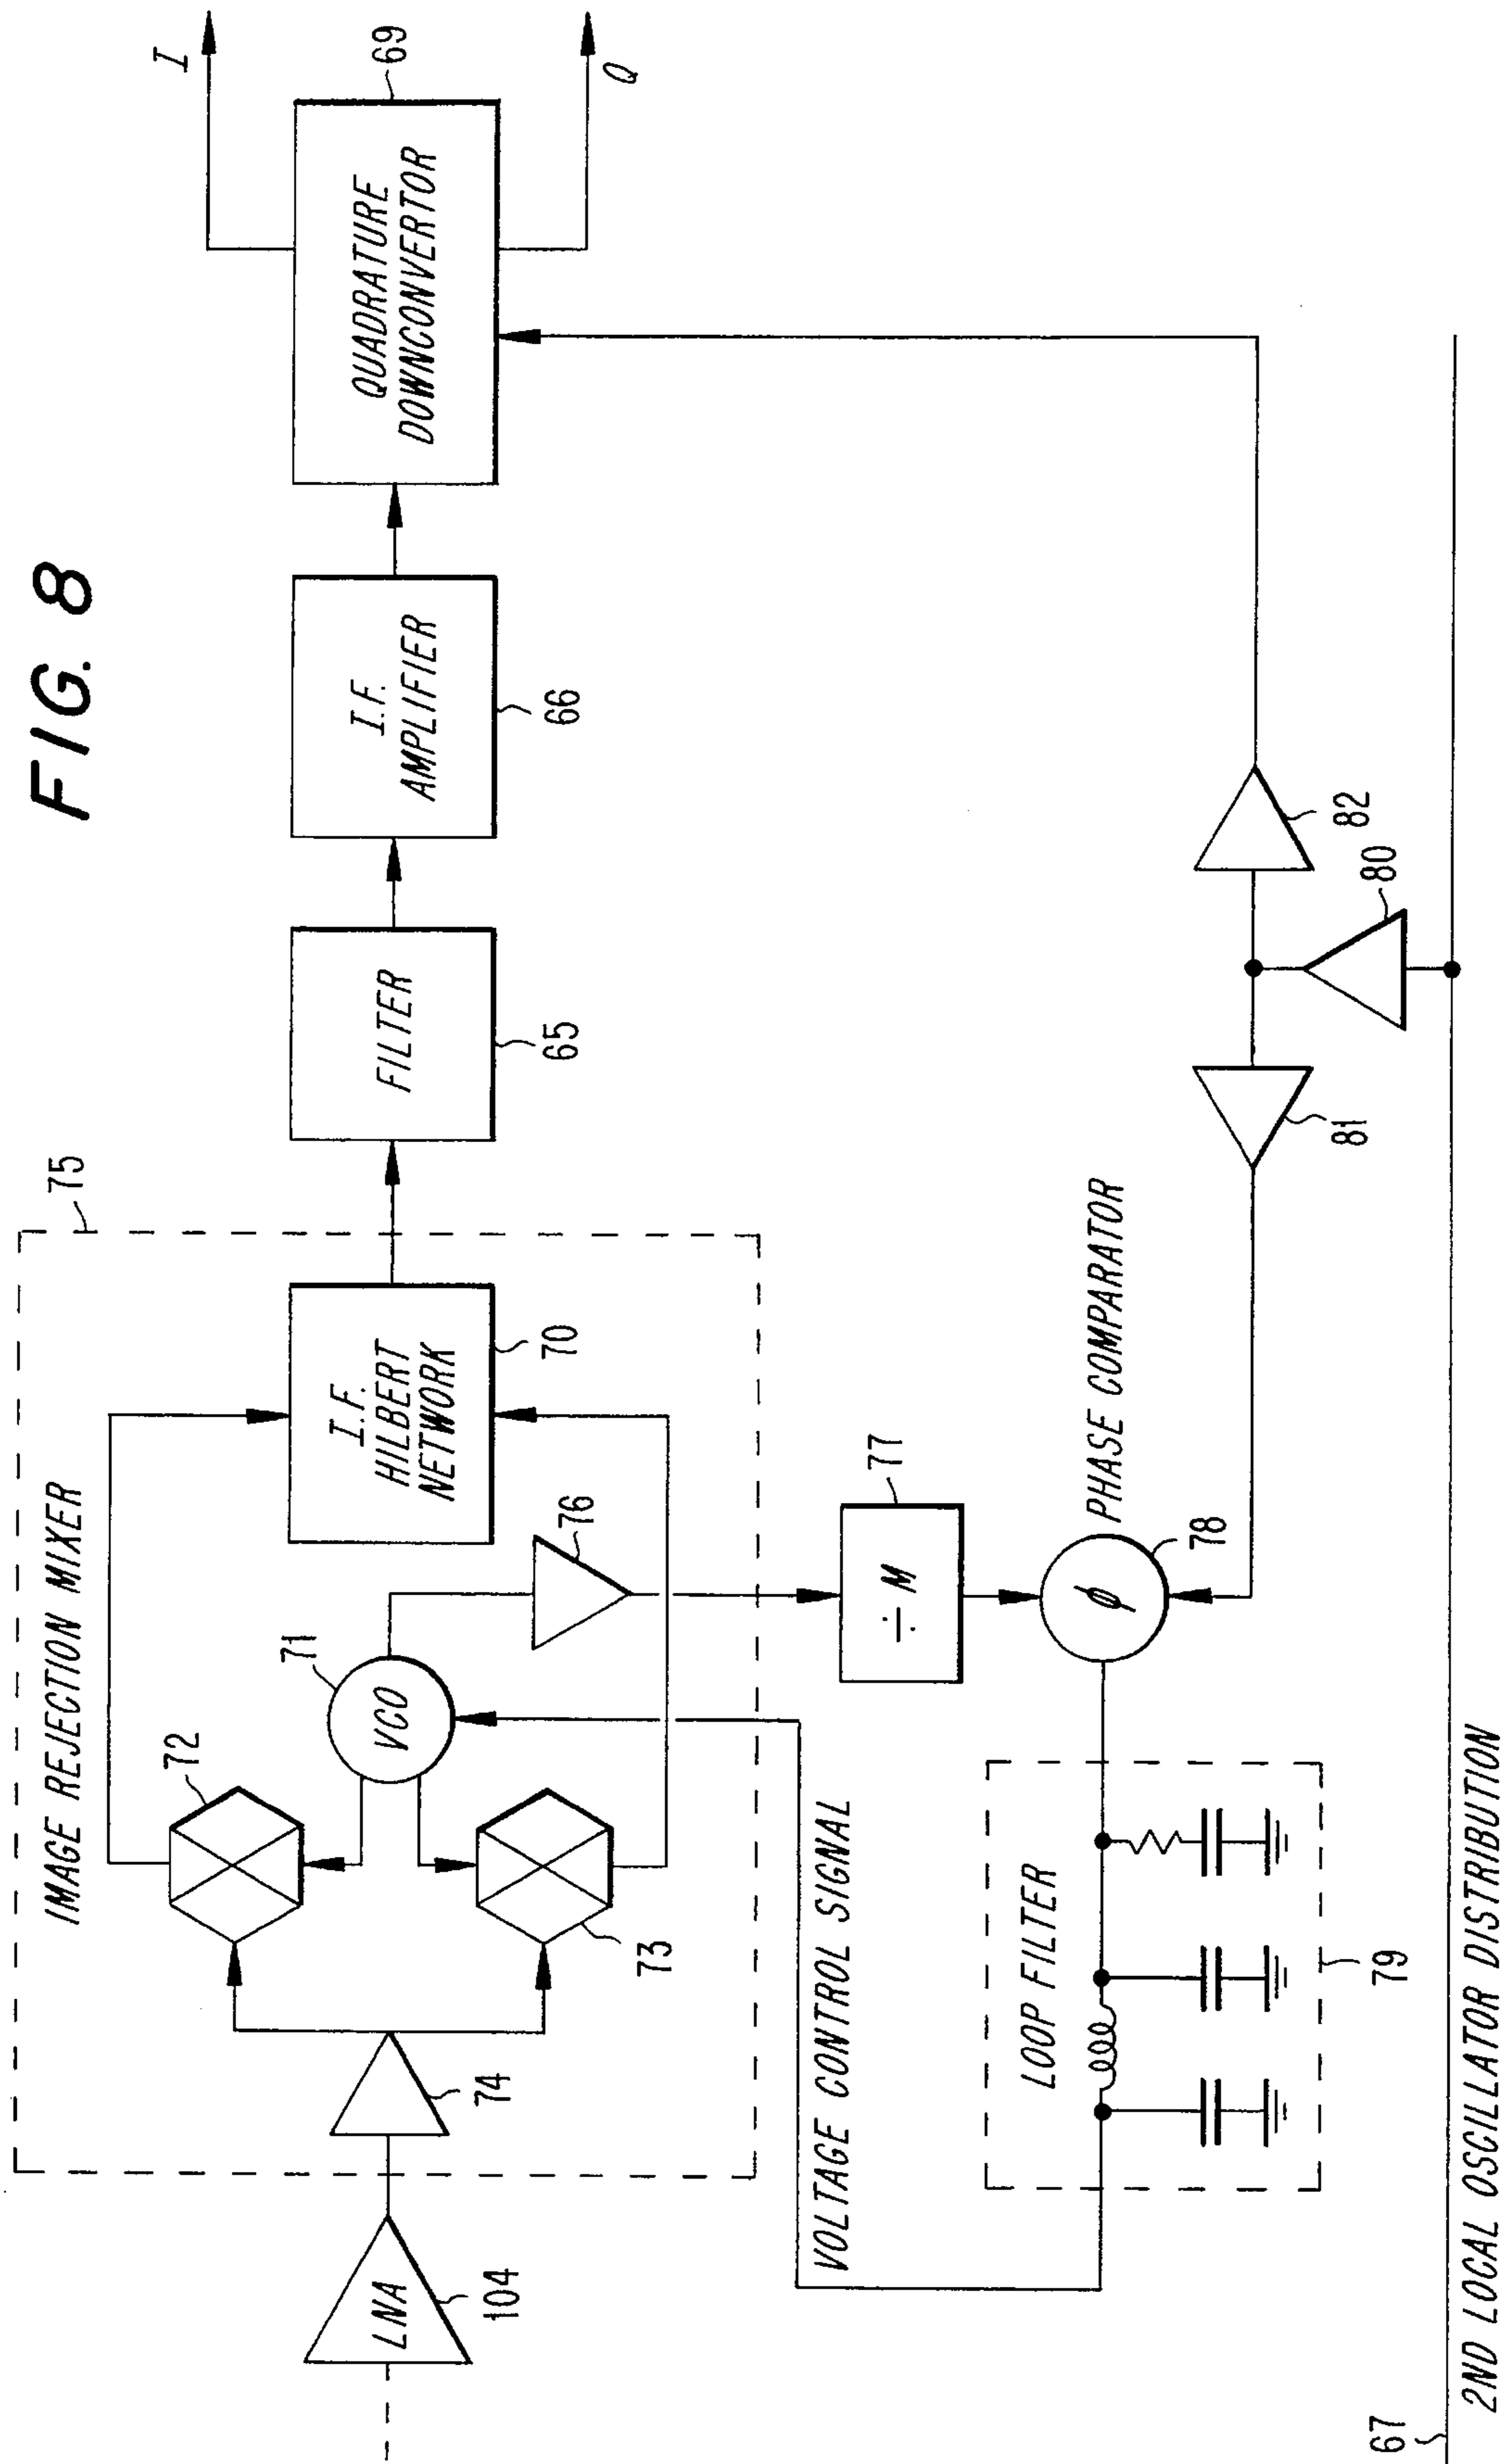 FIG. 8
IMAGE REJECTION MIXER
75
LNA
104
74
72
73
VCO
71
76
I.F.
HILBERT
NETWORK
70
FILTER
65
I.F.
AMPLIFIER
66
QUADRATURE
DOWNCONVERTOR
69
I
Q
VOLTAGE CONTROL SIGNAL
÷ M
77
PHASE COMPARATOR
ϕ
78
LOOP FILTER
79
81
82
80
67
2ND LOCAL OSCILLATOR DISTRIBUTION